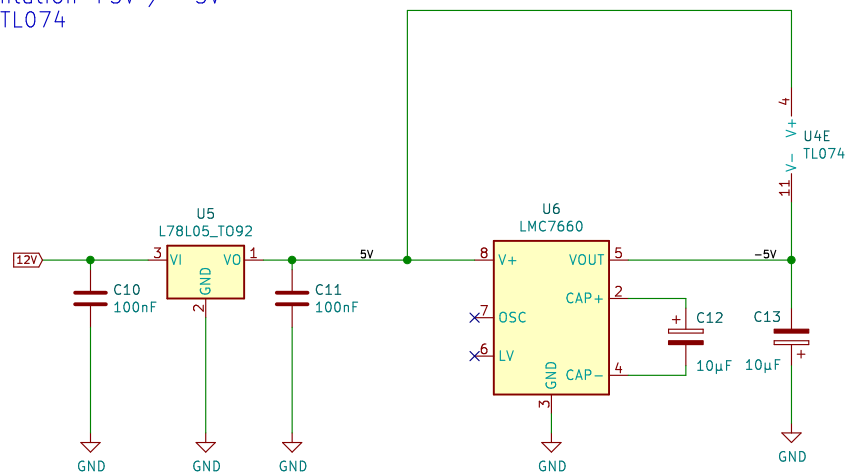 +5V / -5V
TL074
4
V+
U4E
TL074
V-
11
U5
L78L05_TO92
U6
LMC7660
12V
3
VI
VO
1
GND
2
5V
8
V+
VOUT
5
-5V
C10
100nF
C11
100nF
CAP+
2
7
OSC
C12
10µF
C13
10µF
6
LV
GND
CAP-
4
3
GND
GND
GND
GND
GND